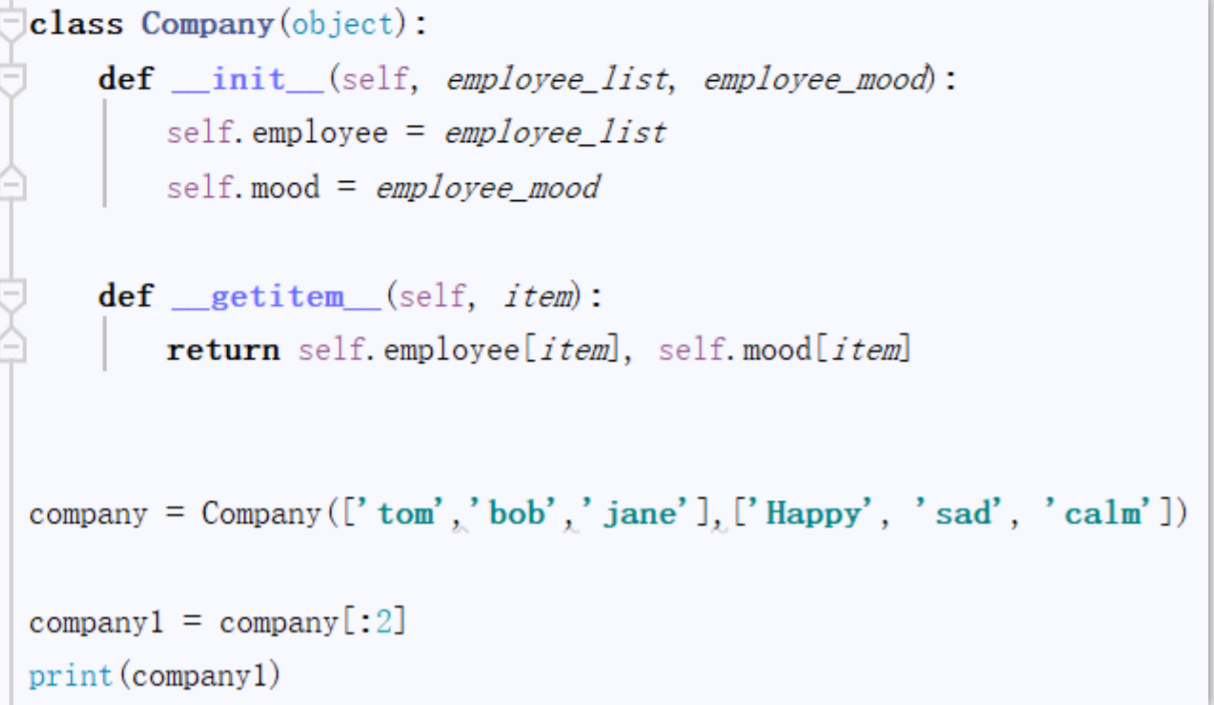 class Company(object):
    def __init__(self, employee_list, employee_mood):
        self.employee = employee_list
        self.mood = employee_mood
    def __getitem__(self, item):
        return self.employee[item], self.mood[item]
company = Company(['tom','bob','jane'],['Happy', 'sad', 'calm'])
company1 = company[:2]
print(company1)